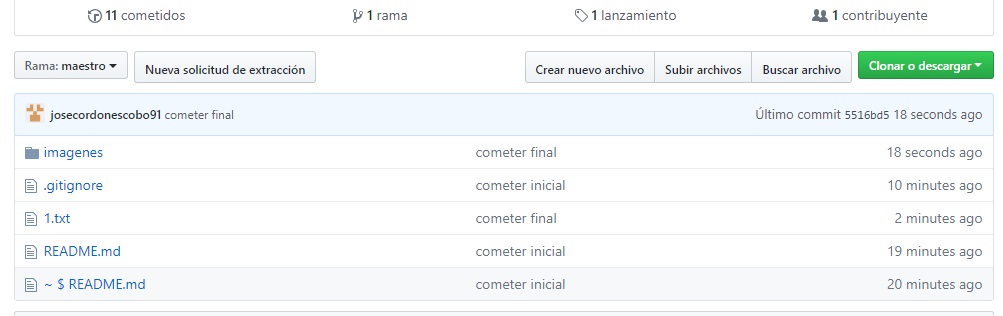 11 cometidos 1 rama 1 lanzamiento 1 contribuyente
Rama: maestro Nueva solicitud de extracción Crear nuevo archivo Subir archivos Buscar archivo Clonar o descargar
josecordonescobo91 cometer final Último commit 5516bd5 18 seconds ago
imagenes cometer final 18 seconds ago
.gitignore cometer inicial 10 minutes ago
1.txt cometer final 2 minutes ago
README.md cometer inicial 19 minutes ago
~ $ README.md cometer inicial 20 minutes ago